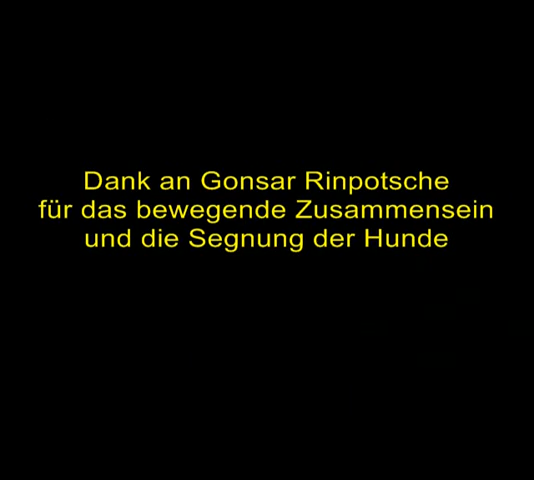 Dank an Gonsar Rinpotsche
für das bewegende Zusammensein
und die Segnung der Hunde